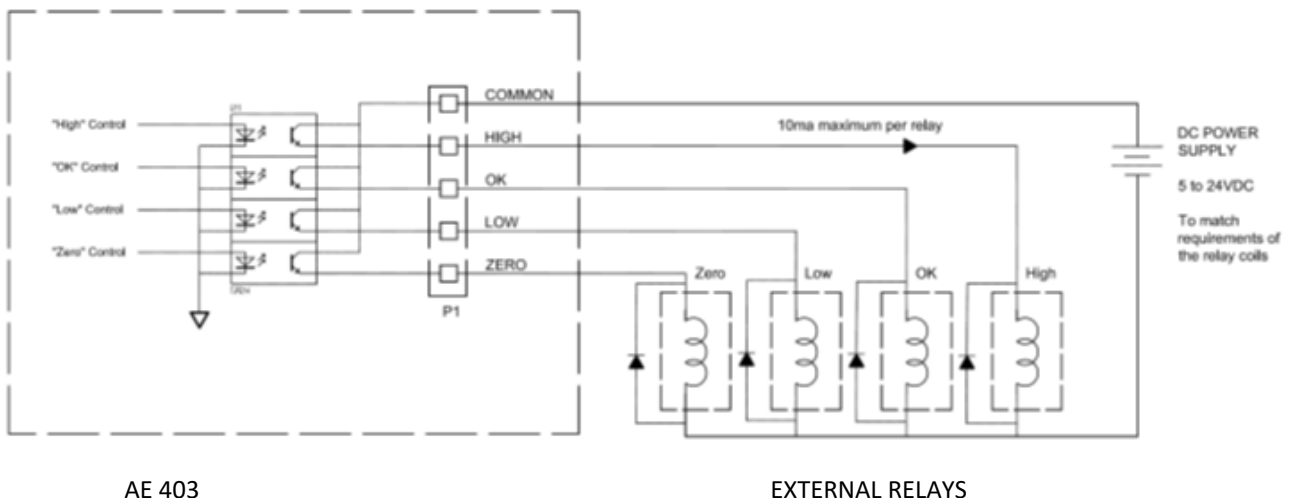 COMMON
"High" Control
HIGH
10ma maximum per relay
DC POWER
SUPPLY
5 to 24VDC
To match
requirements of
the relay coils
"OK" Control
OK
"Low" Control
LOW
"Zero" Control
ZERO
P1
Zero
Low
OK
High
AE 403
EXTERNAL RELAYS